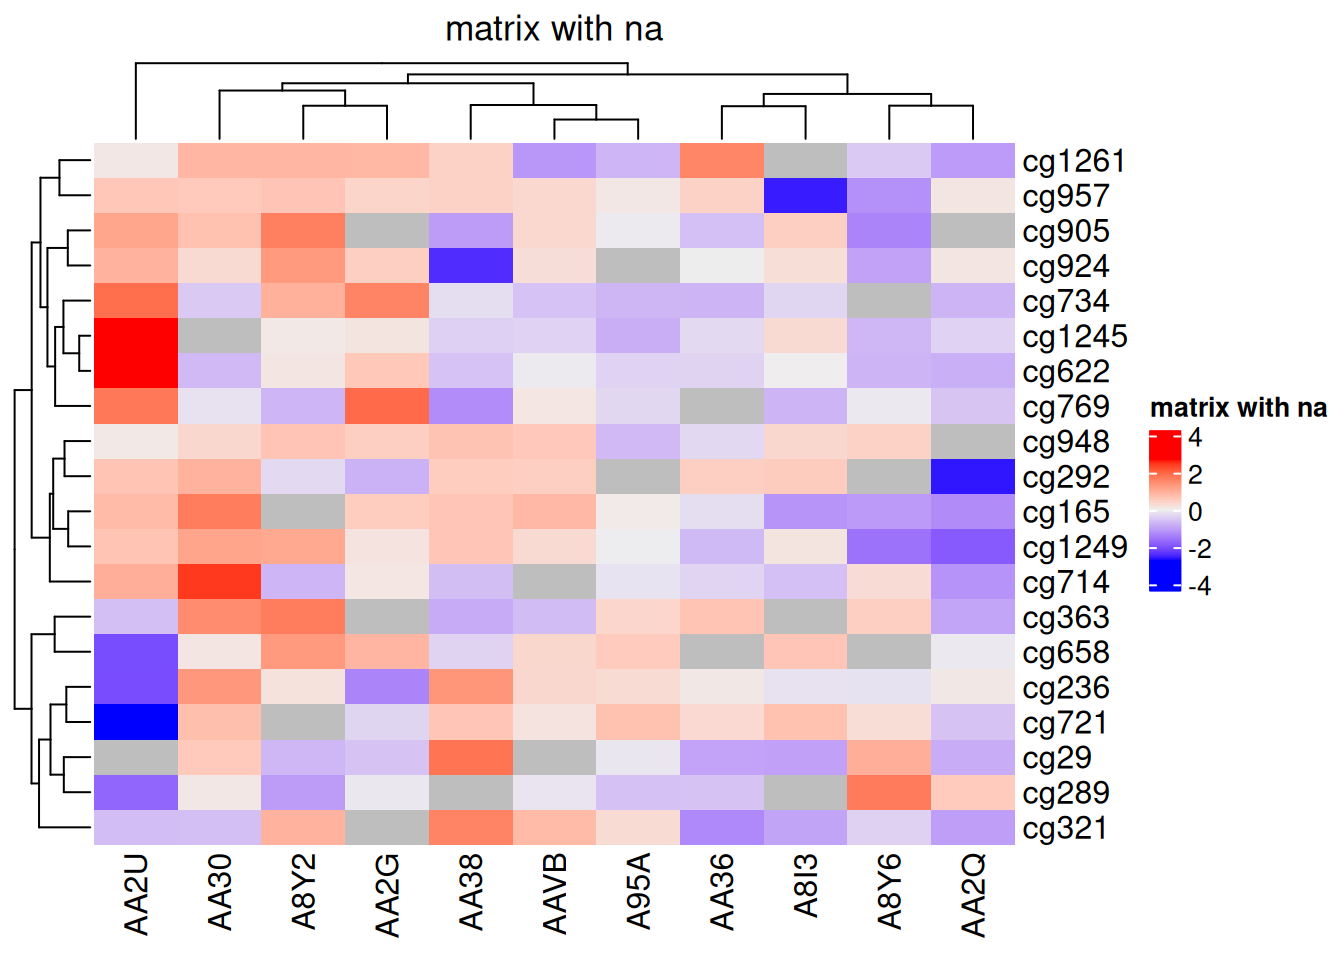 matrix with na
cg1261
cg957
cg905
cg924
cg734
cg1245
cg622
cg769
cg948
cg292
cg165
cg1249
cg714
cg363
cg658
cg236
cg721
cg29
cg289
cg321
AA2U
AA30
A8Y2
AA2G
AA38
AAVB
A95A
AA36
A8I3
A8Y6
AA2Q
matrix with na
4
2
0
-2
-4